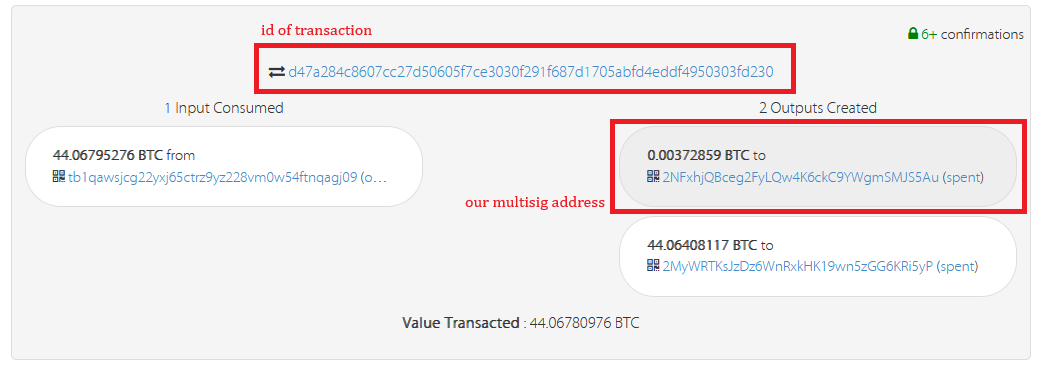 id of transaction
6+ confirmations
d47a284c8607cc27d50605f7ce3030f291f687d1705abfd4eddf4950303fd230
1 Input Consumed
2 Outputs Created
44.06795276 BTC from
tb1qawsjcg22yxj65ctrz9yz228vm0w54ftnqagj09 (o...
0.00372859 BTC to
2NFxhjQBceg2FyLQw4K6ckC9YWgmSMJS5Au (spent)
our multisig address
44.06408117 BTC to
2MyWRTKsJzDz6WnRxkHK19wn5zGG6KRi5yP (spent)
Value Transacted : 44.06780976 BTC